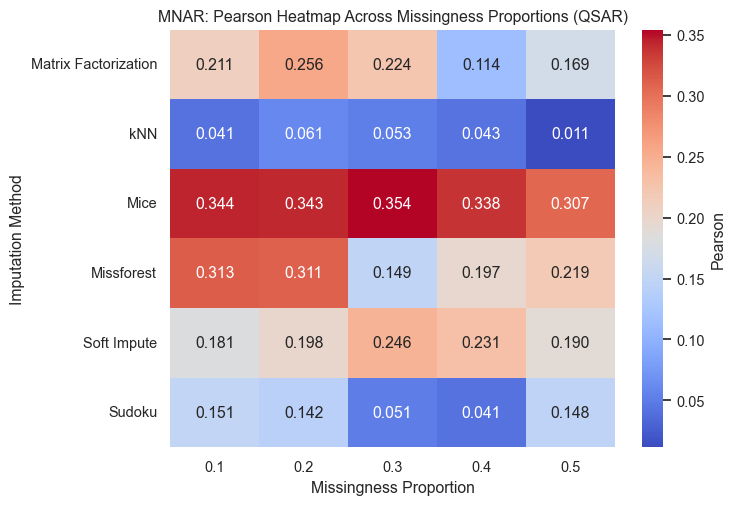 MNAR: Pearson Heatmap Across Missingness Proportions (QSAR)
Imputation Method
Matrix Factorization 0.211 0.256 0.224 0.114 0.169
kNN 0.041 0.061 0.053 0.043 0.011
Mice 0.344 0.343 0.354 0.338 0.307
Missforest 0.313 0.311 0.149 0.197 0.219
Soft Impute 0.181 0.198 0.246 0.231 0.190
Sudoku 0.151 0.142 0.051 0.041 0.148
0.1 0.2 0.3 0.4 0.5
Missingness Proportion
0.35
0.30
0.25
0.20
0.15
0.10
0.05
Pearson